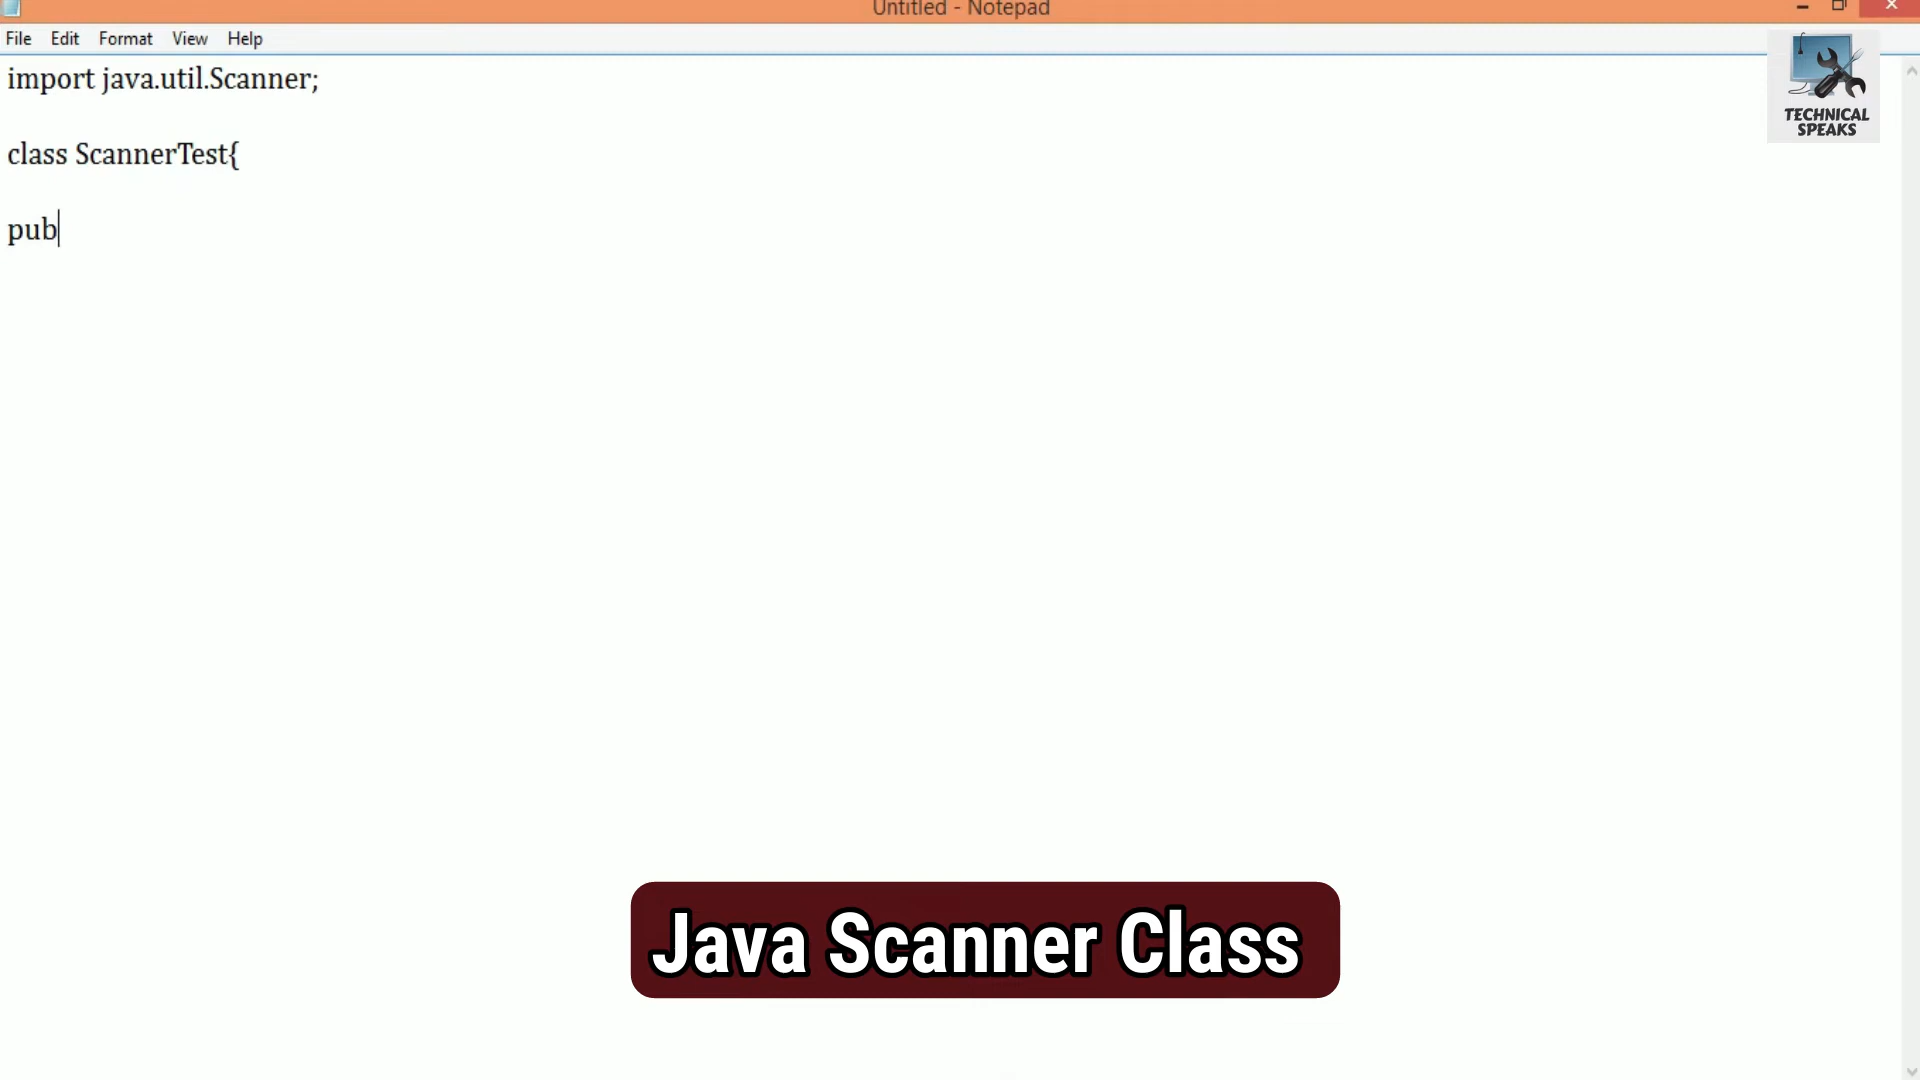 Untitled - Notepad
File Edit Format View Help
import java.util.Scanner;
class ScannerTest{
pub
TECHNICAL
SPEAKS
Java Scanner Class